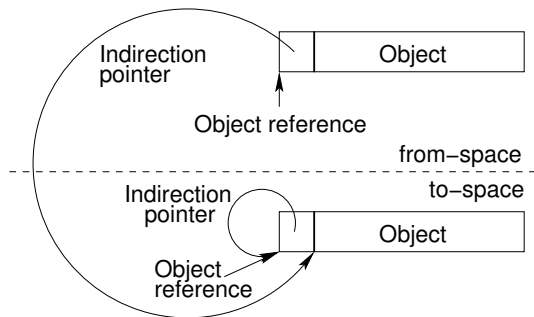 Indirection
pointer
Object
Object reference
from-space
to-space
Indirection
pointer
Object
Object
reference